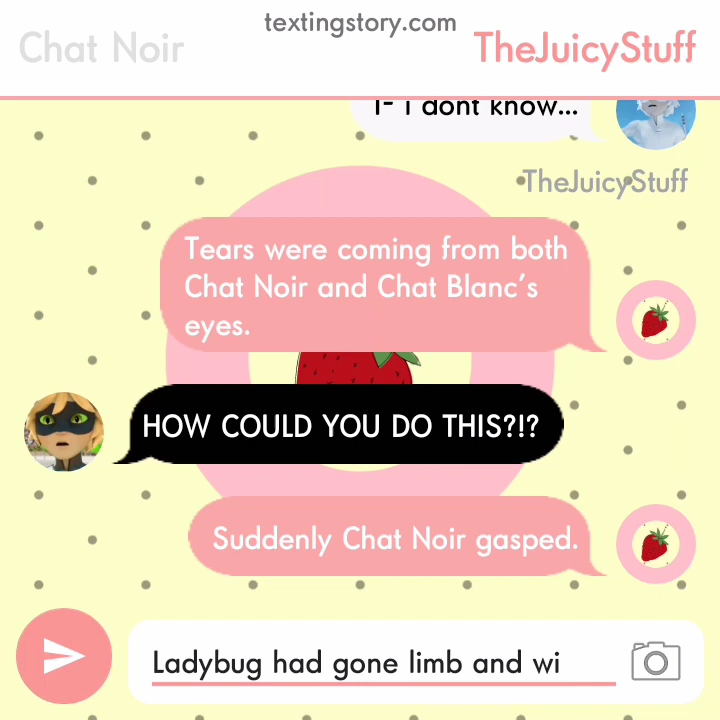 textingstory.com
Chat Noir
TheJuicyStuff
I- i dont know...
TheJuicyStuff
Tears were coming from both
Chat Noir and Chat Blanc’s
eyes.
HOW COULD YOU DO THIS?!?
Suddenly Chat Noir gasped.
Ladybug had gone limb and wi